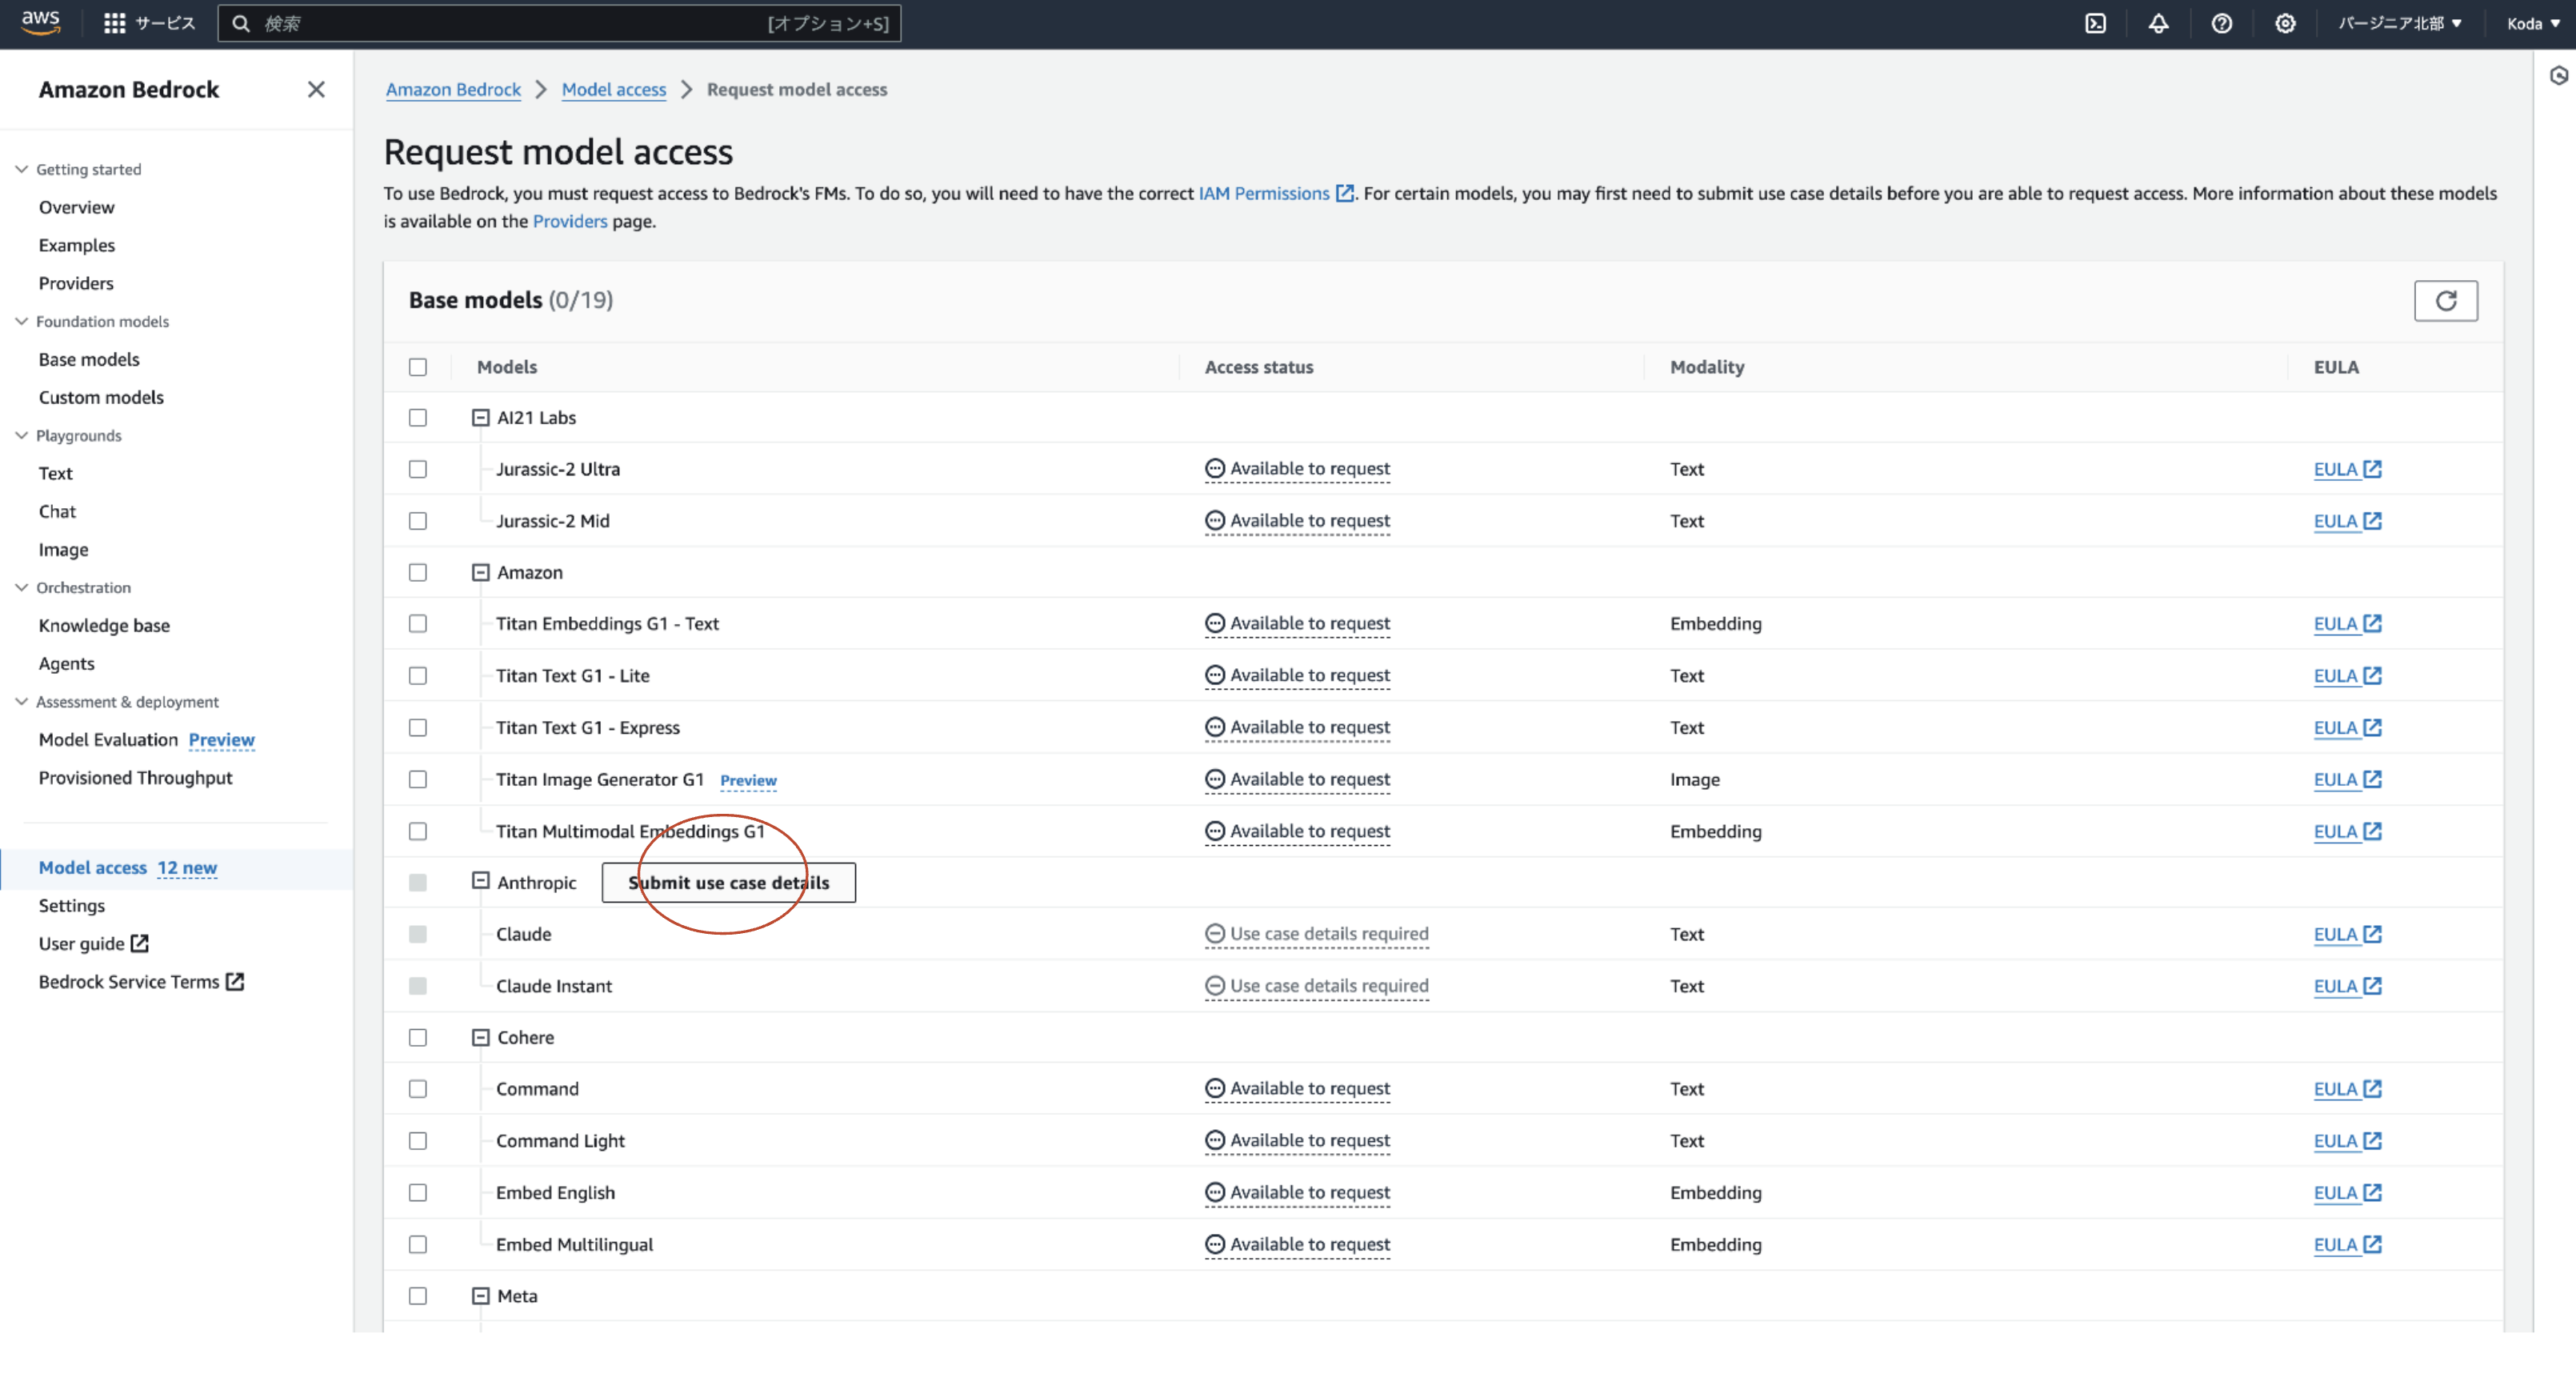 aws
サービス
検索
[オプション+S]
バージニア北部 ▼
Koda ▼
Amazon Bedrock
Getting started
Overview
Examples
Providers
Foundation models
Base models
Custom models
Playgrounds
Text
Chat
Image
Orchestration
Knowledge base
Agents
Assessment & deployment
Model Evaluation Preview
Provisioned Throughput
Model access 12 new
Settings
User guide
Bedrock Service Terms
Amazon Bedrock > Model access > Request model access
Request model access
To use Bedrock, you must request access to Bedrock's FMs. To do so, you will need to have the correct IAM Permissions. For certain models, you may first need to submit use case details before you are able to request access. More information about these models
is available on the Providers page.
Base models (0/19)
Models Access status Modality EULA
AI21 Labs
Jurassic-2 Ultra Available to request Text EULA
Jurassic-2 Mid Available to request Text EULA
Amazon
Titan Embeddings G1 - Text Available to request Embedding EULA
Titan Text G1 - Lite Available to request Text EULA
Titan Text G1 - Express Available to request Text EULA
Titan Image Generator G1 Preview Available to request Image EULA
Titan Multimodal Embeddings G1 Available to request Embedding EULA
Anthropic Submit use case details
Claude Use case details required Text EULA
Claude Instant Use case details required Text EULA
Cohere
Command Available to request Text EULA
Command Light Available to request Text EULA
Embed English Available to request Embedding EULA
Embed Multilingual Available to request Embedding EULA
Meta